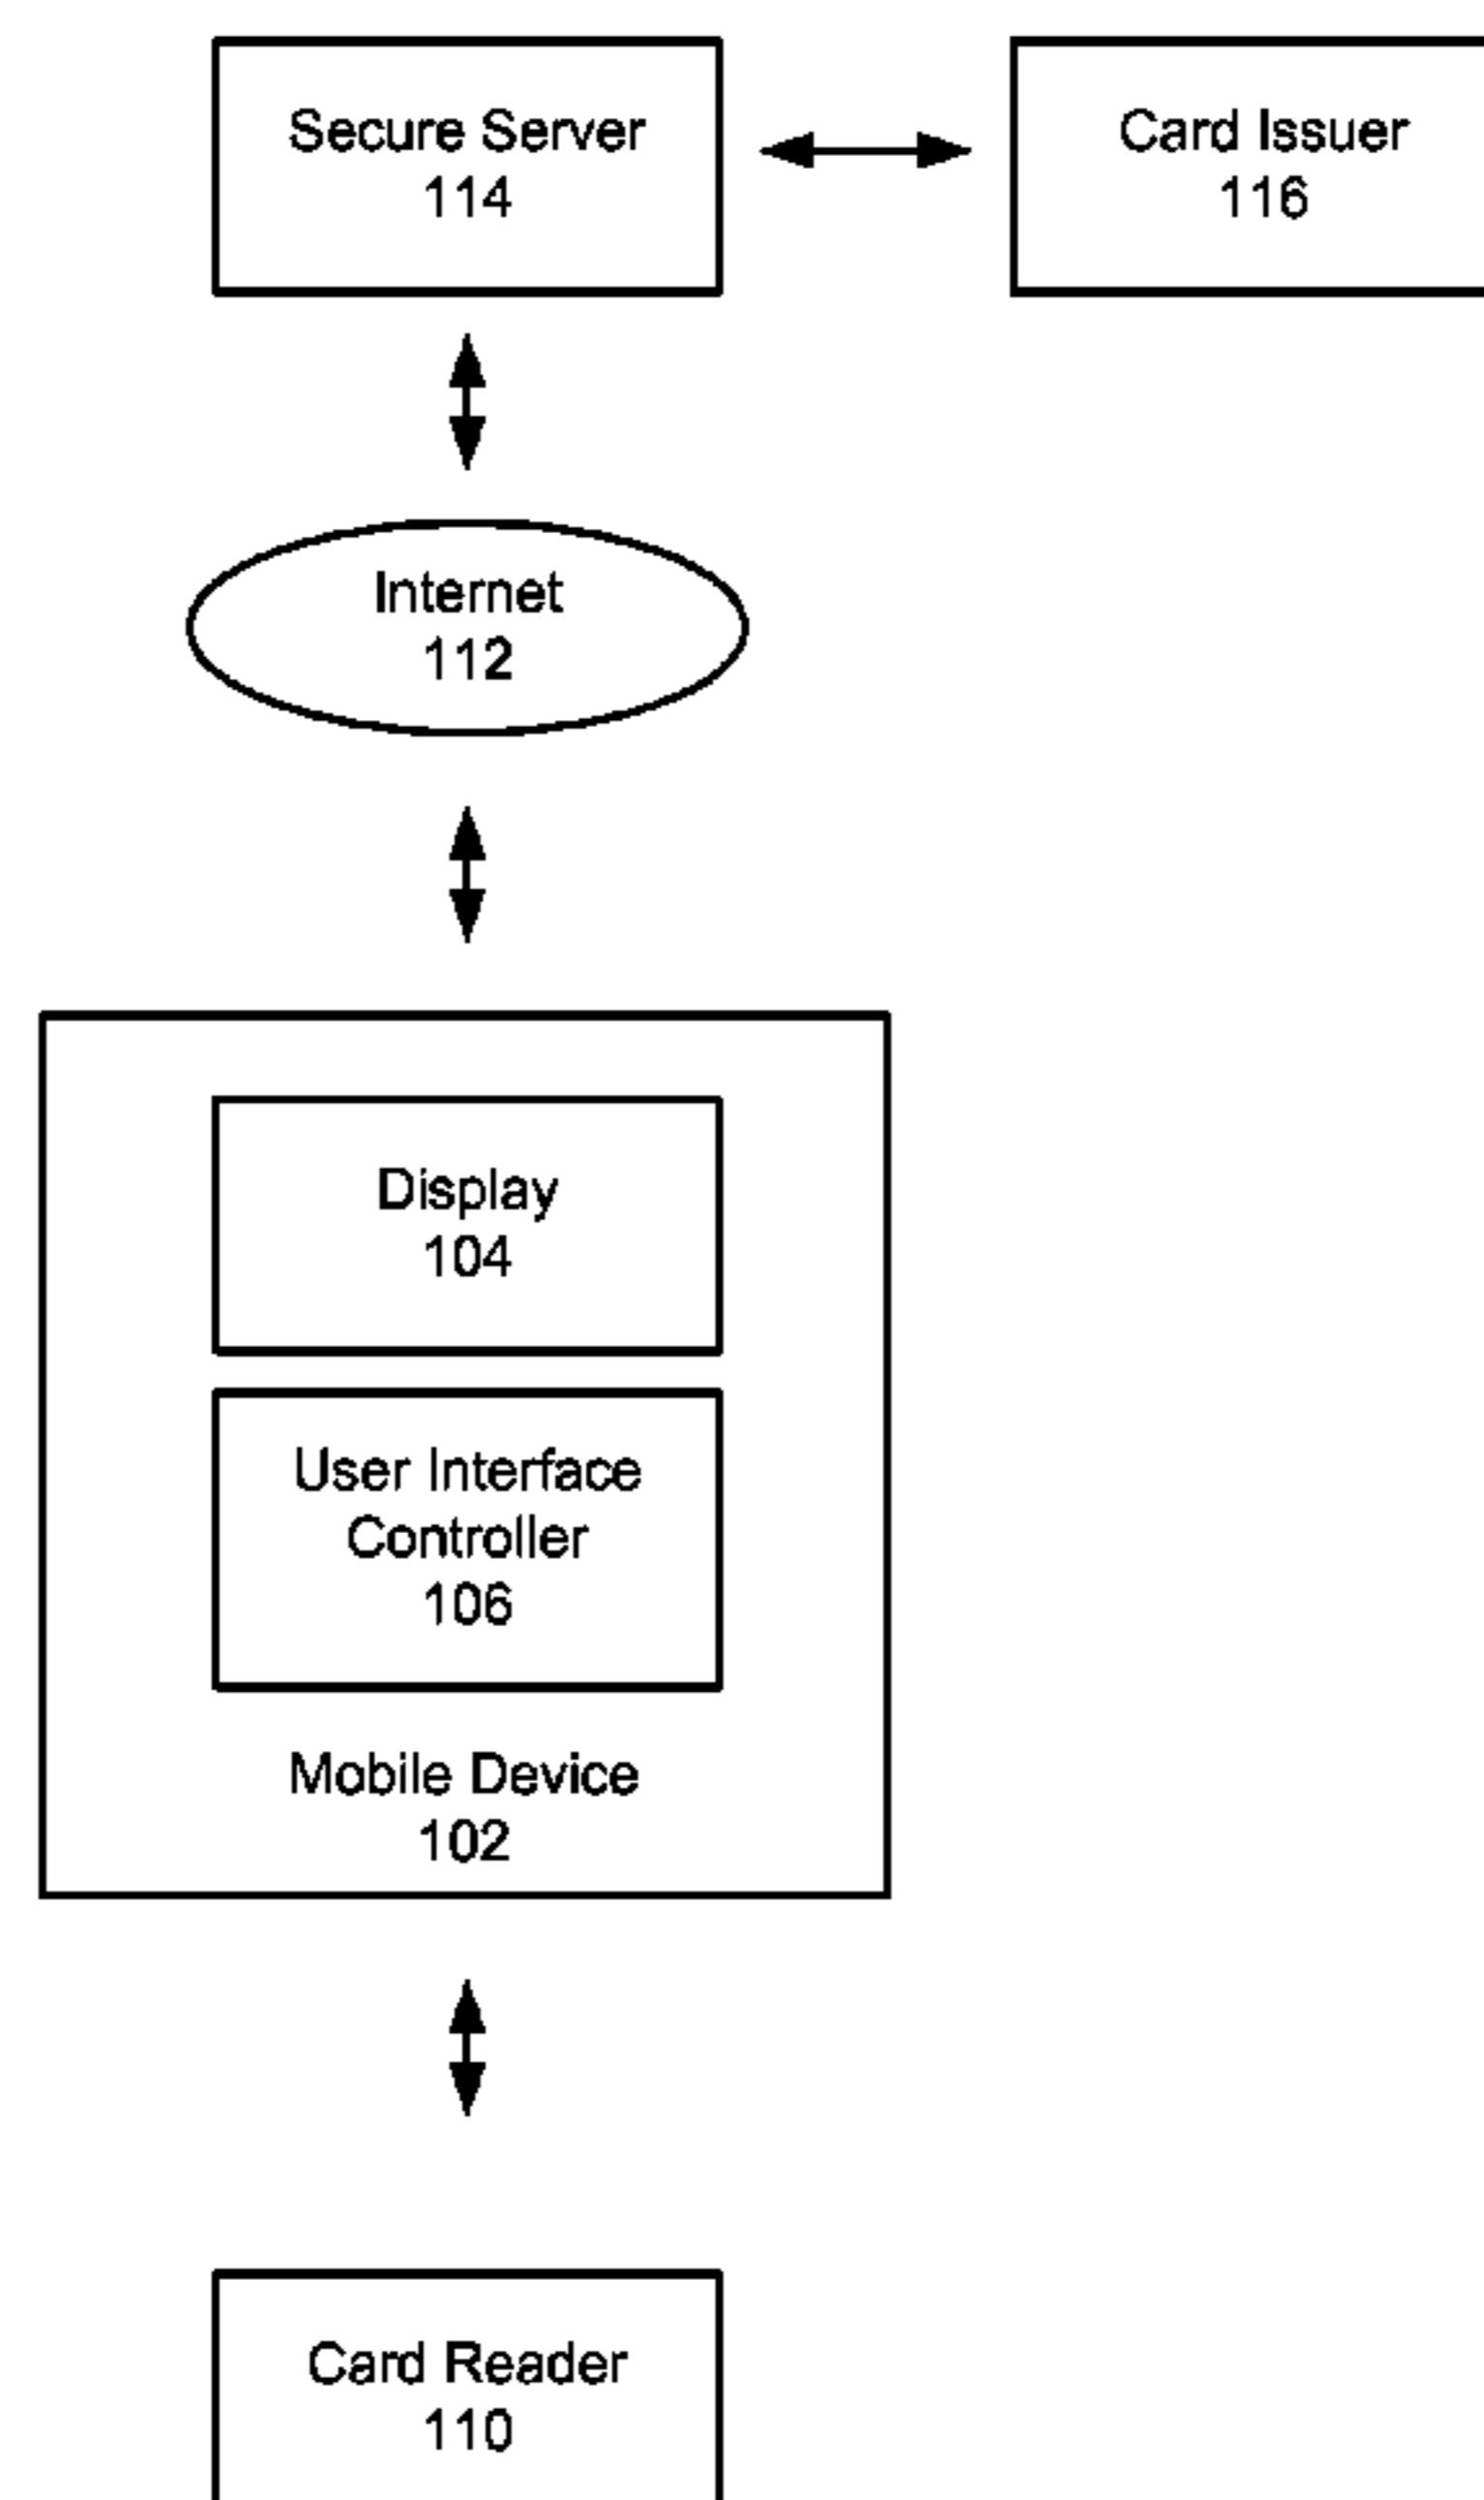 Secure Server
114
Card Issuer
116
Internet
112
Display
104
User Interface
Controller
106
Mobile Device
102
Card Reader
110